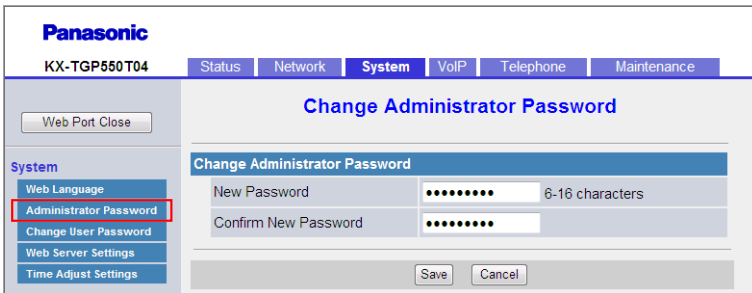 Panasonic
KX-TGP550T04
Status Network System VoIP Telephone Maintenance
Web Port Close
Change Administrator Password
System
Web Language
Administrator Password
Change User Password
Web Server Settings
Time Adjust Settings
Change Administrator Password
New Password ••••••••• 6-16 characters
Confirm New Password •••••••••
Save Cancel